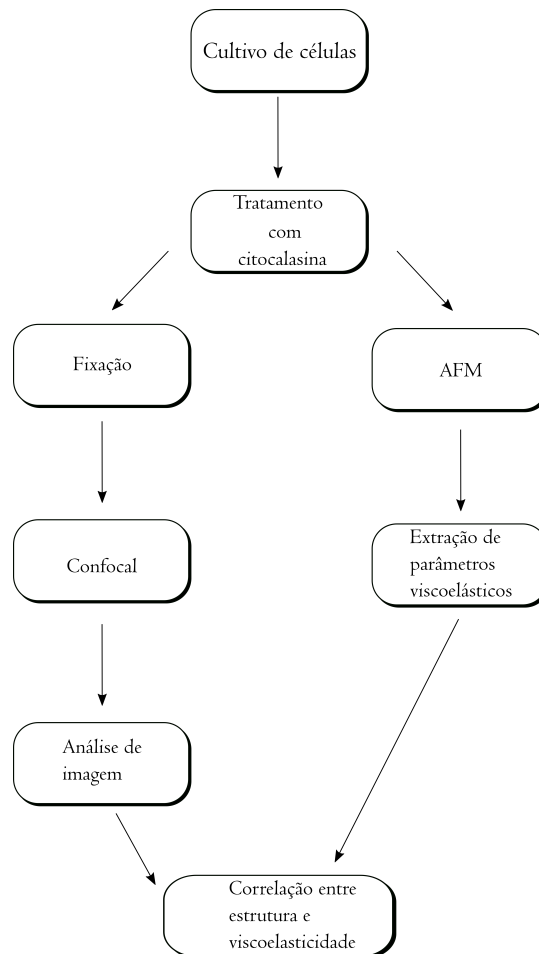 Cultivo de células
Tratamento
com
citocalasina
Fixação
AFM
Confocal
Extração de
parâmetros
viscoelásticos
Análise de
imagem
Correlação entre
estrutura e
viscoelasticidade